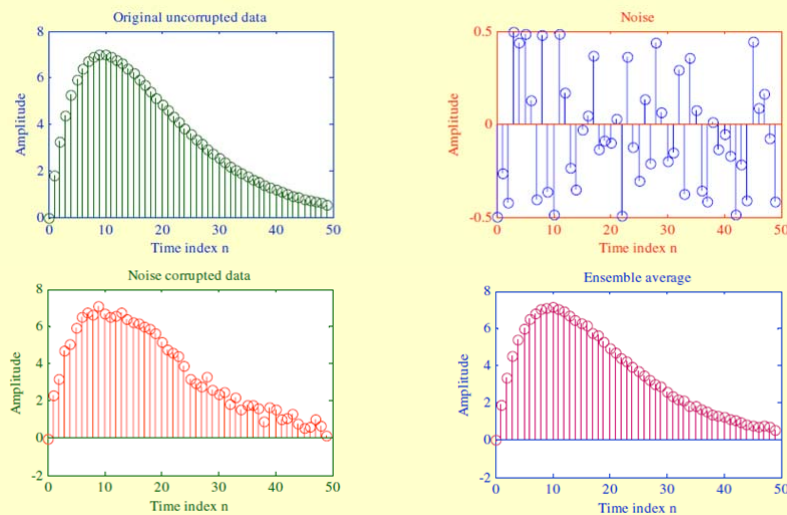 Original uncorrupted data
8
6
4
2
0
Amplitude
0 10 20 30 40 50
Time index n
Noise
0.5
0
-0.5
Amplitude
0 10 20 30 40 50
Time index n
Noise corrupted data
8
6
4
2
0
-2
Amplitude
0 10 20 30 40 50
Time index n
Ensemble average
8
6
4
2
0
-2
Amplitude
0 10 20 30 40 50
Time index n